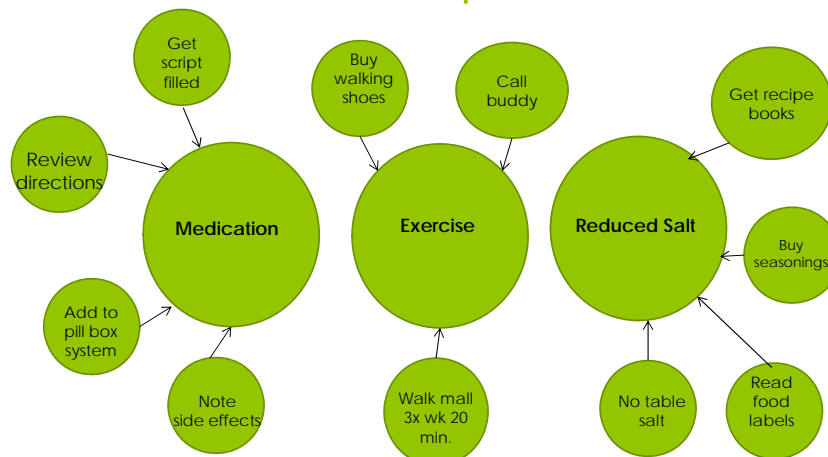 Get
script
filled
Review
directions
Medication
Add to
pill box
system
Note
side effects
Buy
walking
shoes
Call
buddy
Exercise
Walk mall
3x wk 20
min.
Get recipe
books
Reduced Salt
Buy
seasonings
No table
salt
Read
food
labels